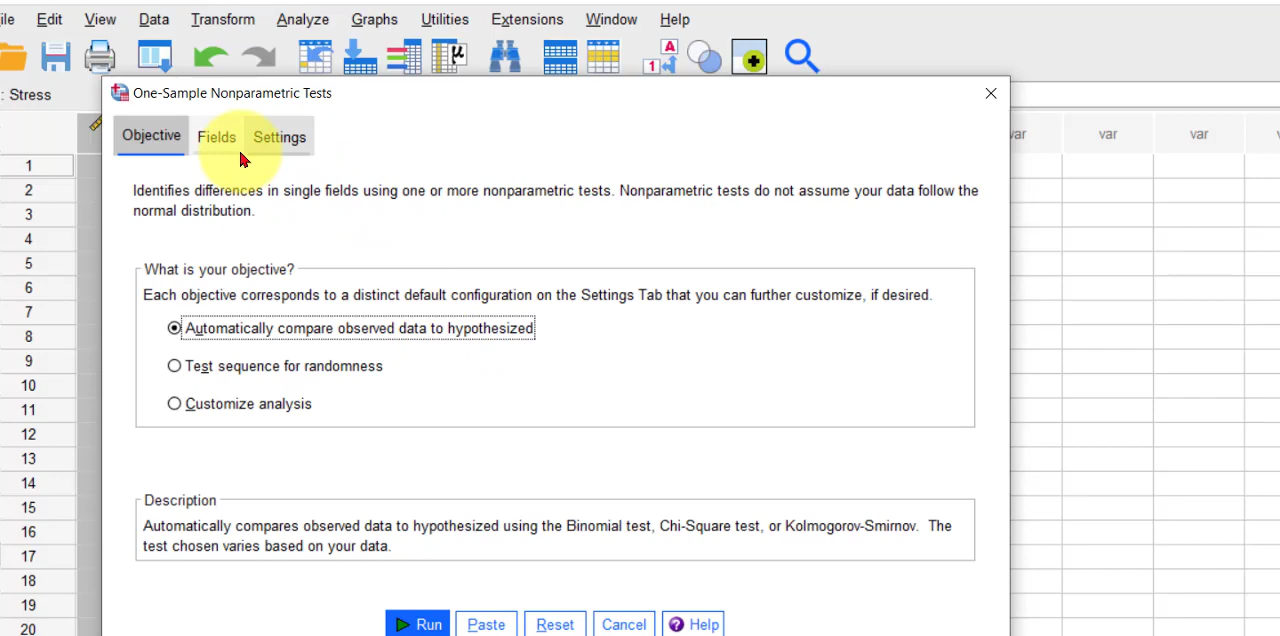 ile Edit View Data Transform Analyze Graphs Utilities Extensions Window Help
μ
A
1
: Stress
One-Sample Nonparametric Tests
Objective Fields Settings
var var var
Identifies differences in single fields using one or more nonparametric tests. Nonparametric tests do not assume your data follow the
normal distribution.
What is your objective?
Each objective corresponds to a distinct default configuration on the Settings Tab that you can further customize, if desired.
Automatically compare observed data to hypothesized
Test sequence for randomness
Customize analysis
Description
Automatically compares observed data to hypothesized using the Binomial test, Chi-Square test, or Kolmogorov-Smirnov. The
test chosen varies based on your data.
Run Paste Reset Cancel ? Help
1
2
3
4
5
6
7
8
9
10
11
12
13
14
15
16
17
18
19
20